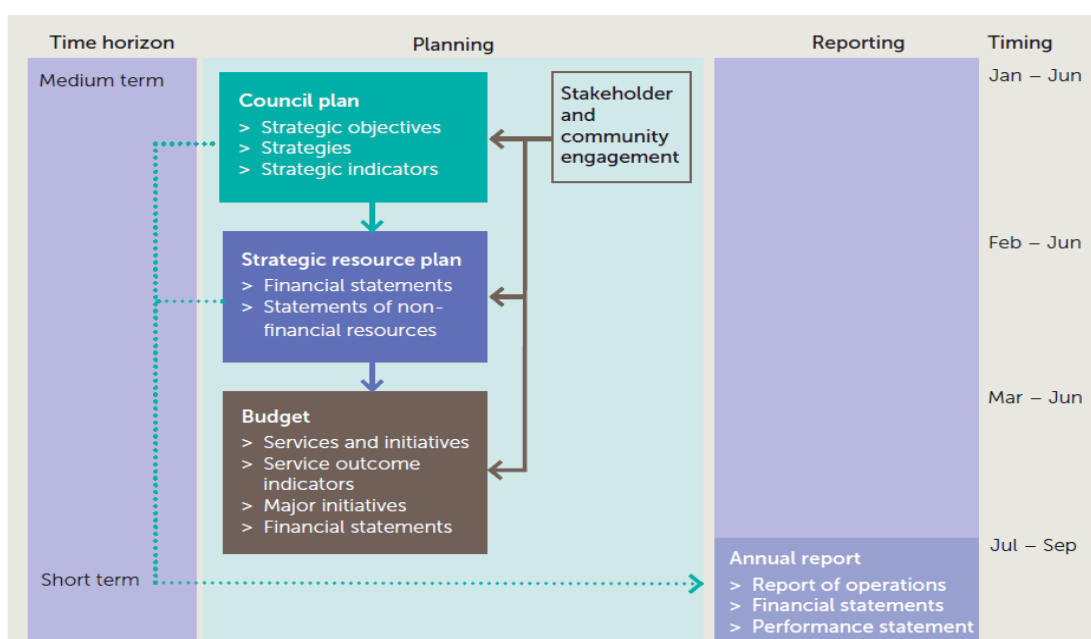 Time horizon
Planning
Reporting
Timing
Medium term
Jan – Jun
Council plan
> Strategic objectives
> Strategies
> Strategic indicators
Stakeholder
and
community
engagement
Strategic resource plan
> Financial statements
> Statements of non-
financial resources
Feb – Jun
Budget
> Services and initiatives
> Service outcome
indicators
> Major initiatives
> Financial statements
Mar – Jun
Short term
Annual report
> Report of operations
> Financial statements
> Performance statement
Jul – Sep